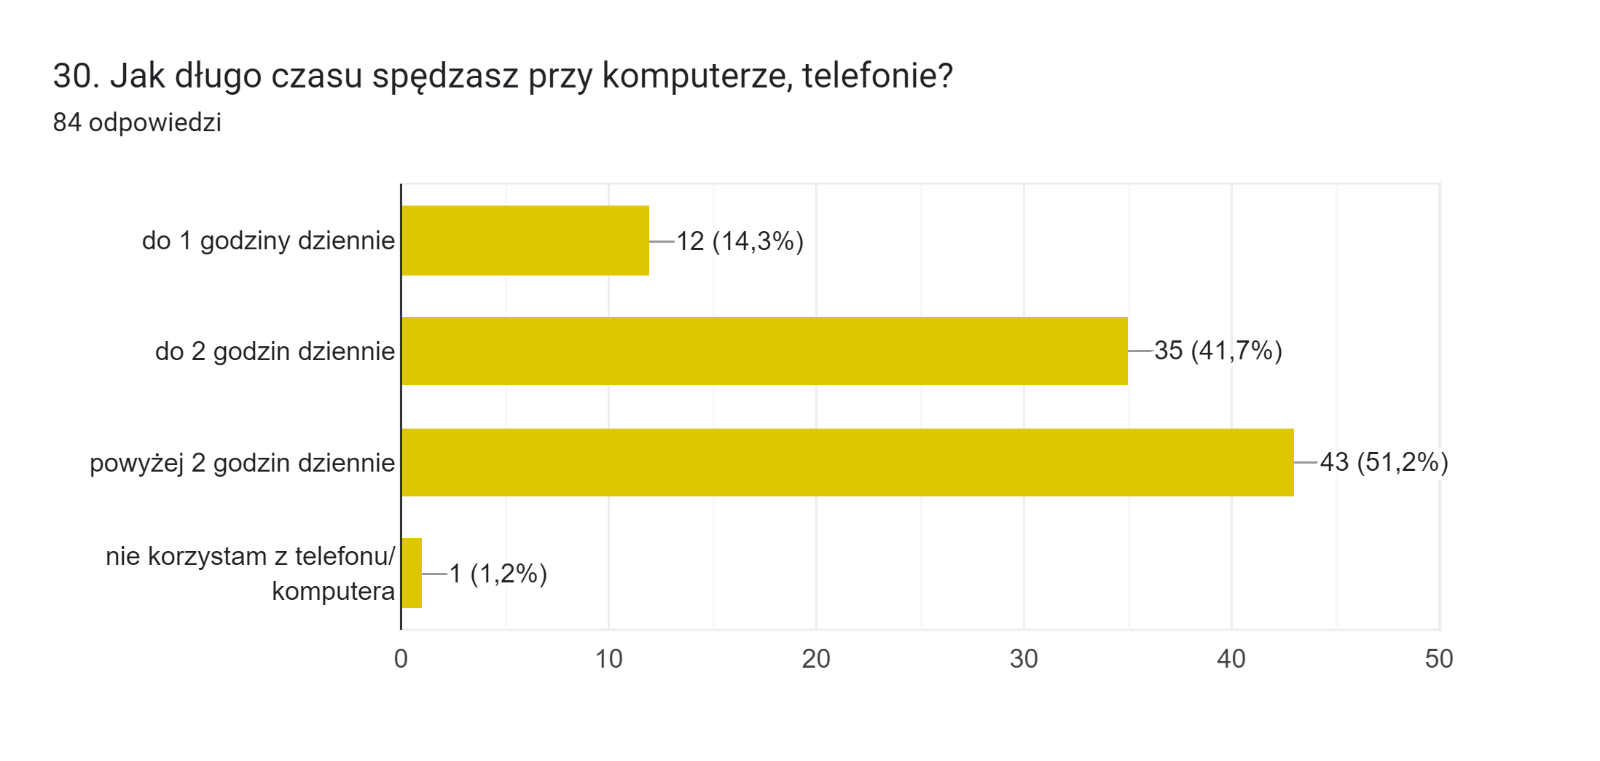 30. Jak długo czasu spędzasz przy komputerze, telefonie?
84 odpowiedzi
do 1 godziny dziennie
12 (14,3%)
do 2 godzin dziennie
35 (41,7%)
powyżej 2 godzin dziennie
43 (51,2%)
nie korzystam z telefonu/
komputera
1 (1,2%)
0 10 20 30 40 50